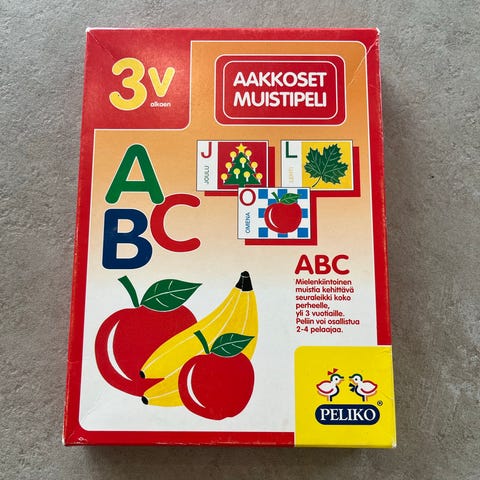 3v
alkaen
AAKKOSET
MUISTIPELI
A
B
C
J
JOULU
L
LEHTI
O
OMENA
ABC
Mielenkiintoinen
muistia kehittävä
seuraleikki koko
perheelle,
yli 3 vuotiaille.
Peliin voi osallistua
2-4 pelaajaa.
PELIKO®